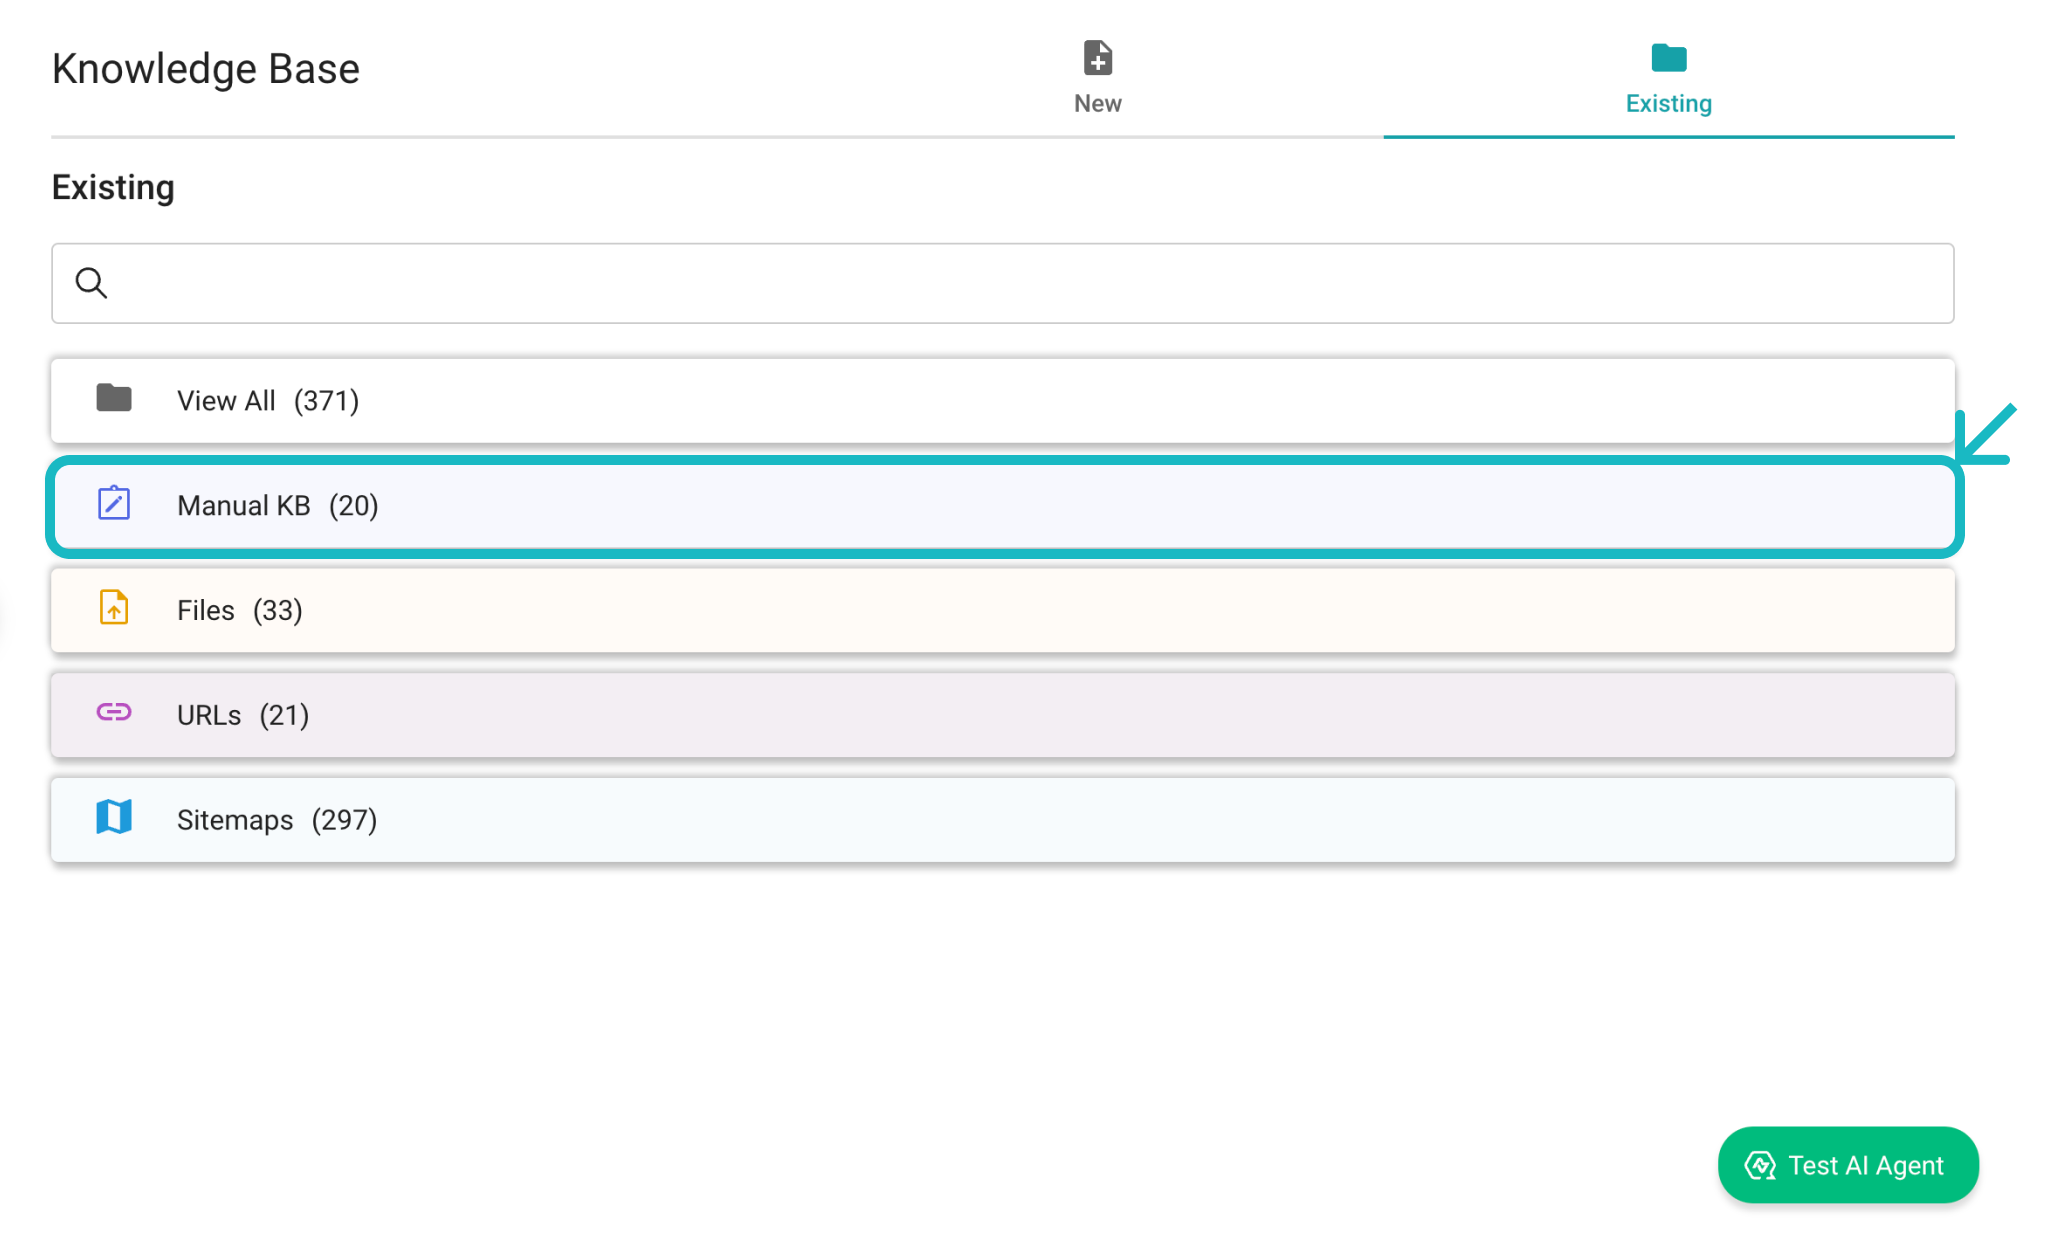 Knowledge Base
New
Existing
Existing
View All (371)
Manual KB (20)
Files (33)
URLs (21)
Sitemaps (297)
Test AI Agent